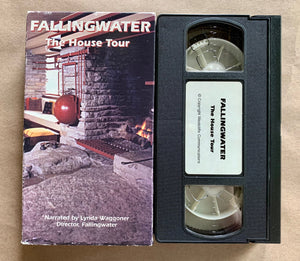 FALLINGWATER
The House Tour
"Narrated by Lynda Waggoner
Director, Fallingwater
FALLINGWATER
The House Tour